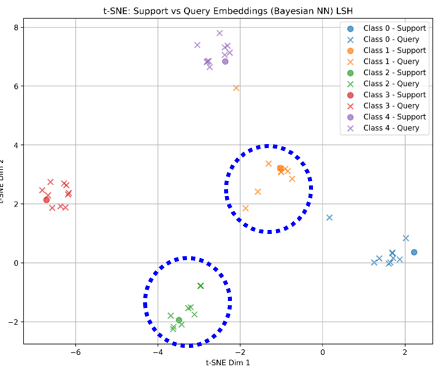 t-SNE: Support vs Query Embeddings (Bayesian NN) LSH
8
6
4
2
0
−2
t-SNE Dim 2
Class 0 - Support
Class 0 - Query
Class 1 - Support
Class 1 - Query
Class 2 - Support
Class 2 - Query
Class 3 - Support
Class 3 - Query
Class 4 - Support
Class 4 - Query
−6 −4 −2 0 2
t-SNE Dim 1